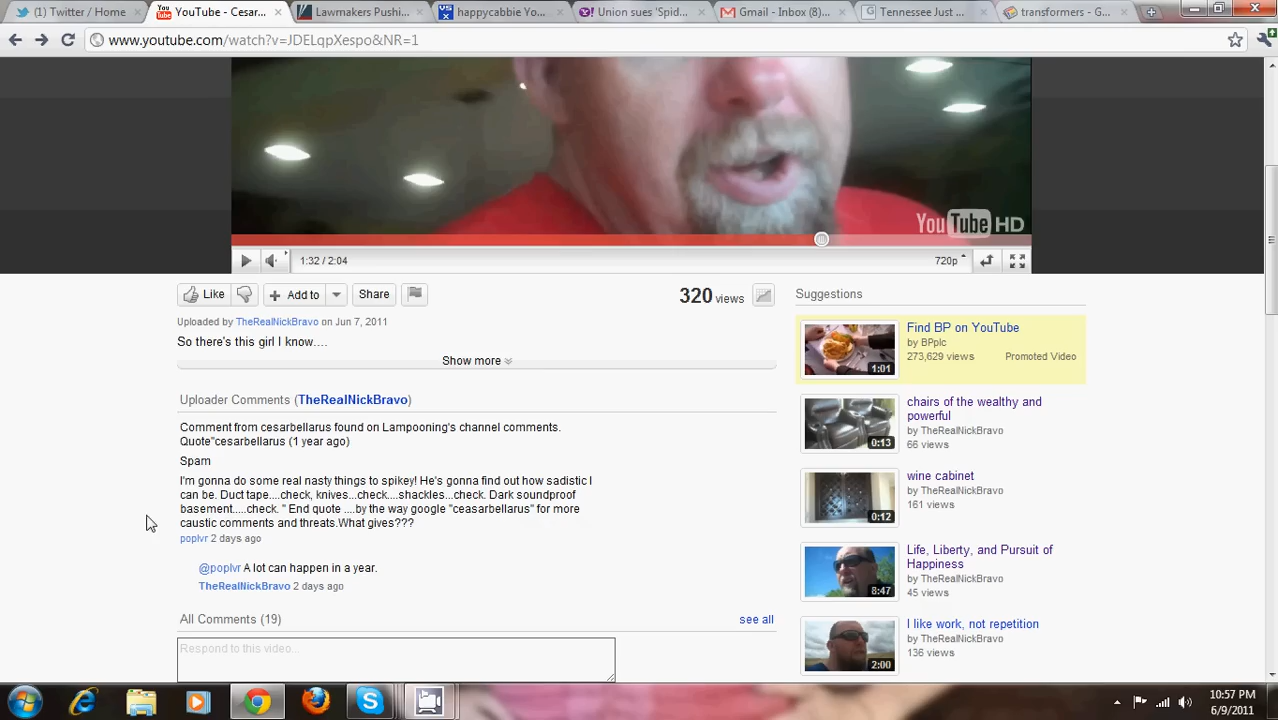 (1) Twitter / Home
YouTube - Cesar...
Lawmakers Pushi...
happycabbie Yo...
Union sues 'Spid...
Gmail - Inbox (8)...
Tennessee Just ...
transformers - G...
www.youtube.com/watch?v=JDELqpXespo&NR=1
YouTube HD
1:32 / 2:04
720p
Like
Add to
Share
320 views
Uploaded by TheRealNickBravo on Jun 7, 2011
So there's this girl I know....
Show more
Uploader Comments (TheRealNickBravo)
Comment from cesarbellarus found on Lampooning's channel comments.
Quote"cesarbellarus (1 year ago)
Spam
I'm gonna do some real nasty things to spikey! He's gonna find out how sadistic I
can be. Duct tape....check, knives...check....shackles...check. Dark soundproof
basement.....check. " End quote ....by the way google "ceasarbellarus" for more
caustic comments and threats.What gives???
poplvr 2 days ago
@poplvr A lot can happen in a year.
TheRealNickBravo 2 days ago
All Comments (19)
see all
Respond to this video...
Suggestions
Find BP on YouTube
by BPplc
273,629 views
Promoted Video
1:01
chairs of the wealthy and
powerful
by TheRealNickBravo
66 views
0:13
wine cabinet
by TheRealNickBravo
161 views
0:12
Life, Liberty, and Pursuit of
Happiness
by TheRealNickBravo
45 views
8:47
I like work, not repetition
by TheRealNickBravo
136 views
2:00
10:57 PM
6/9/2011